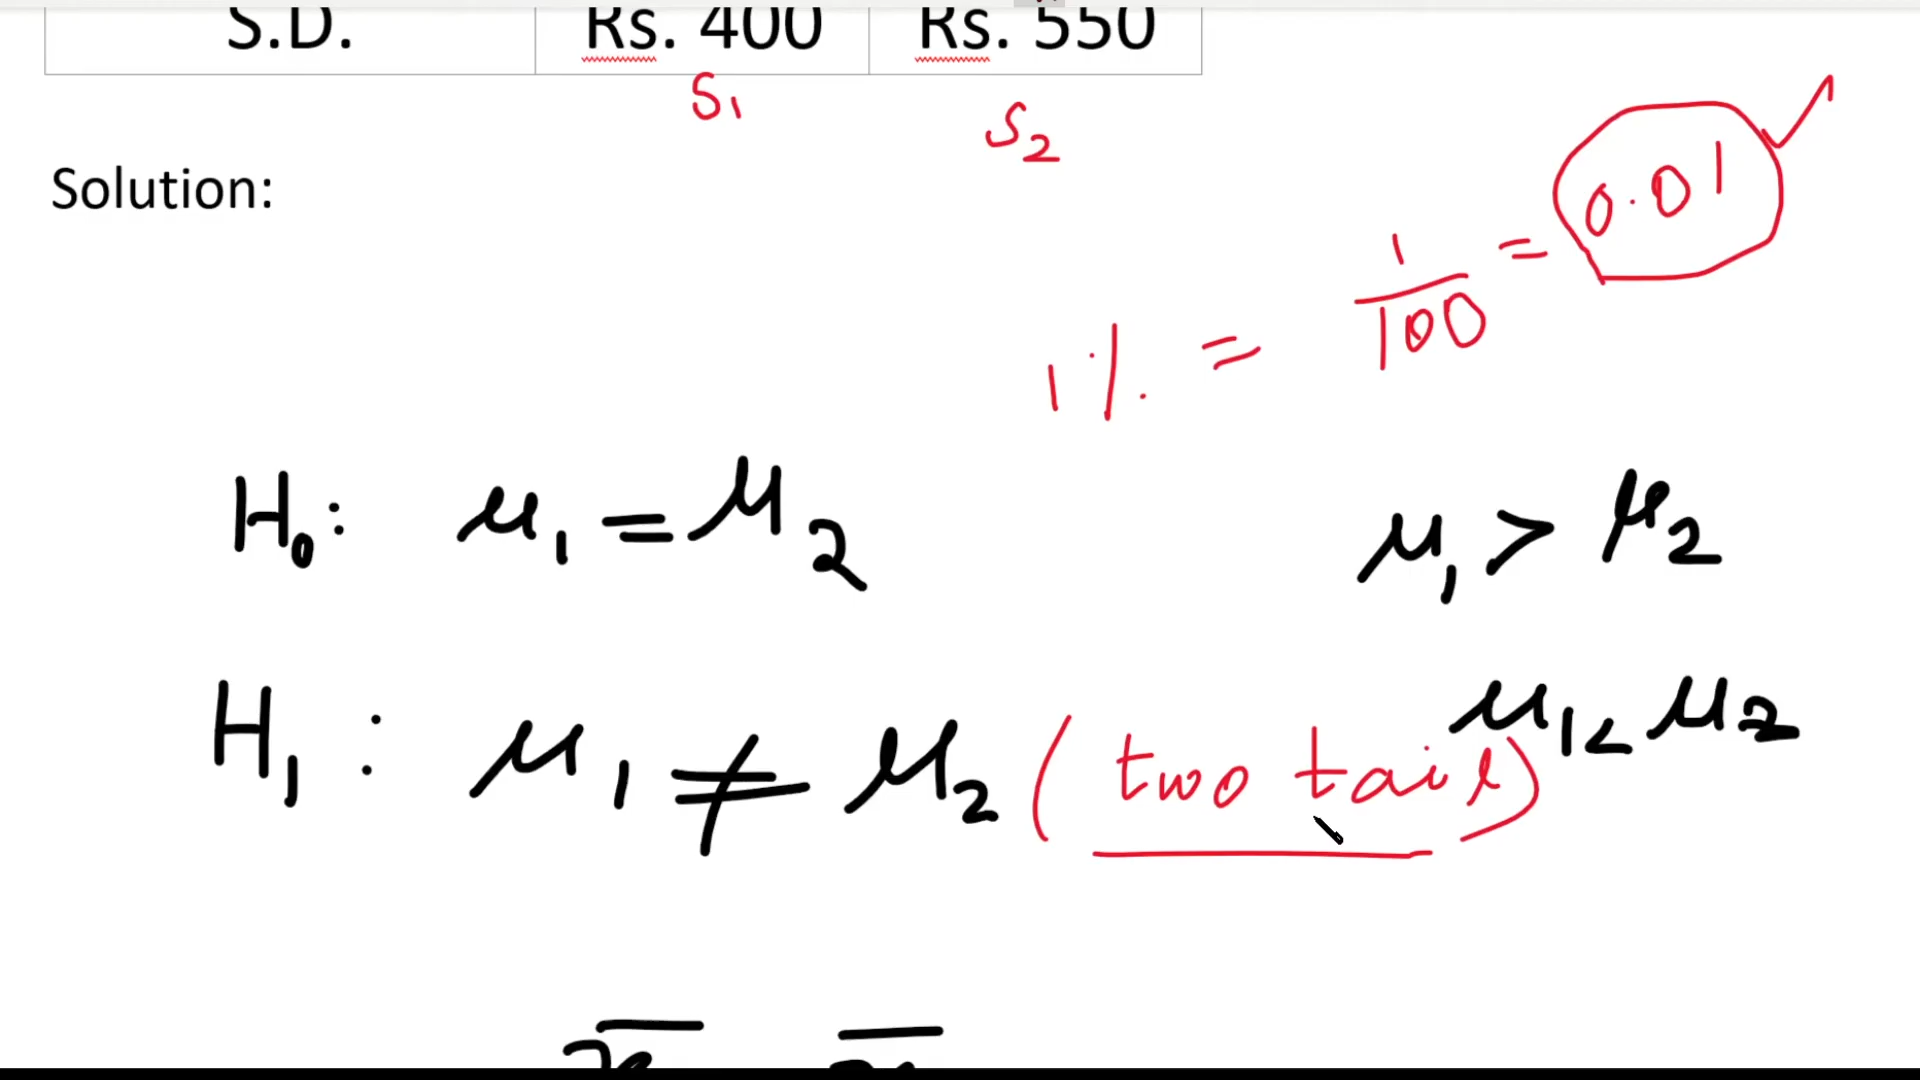 S.D. Rs. 400 Rs. 550
S₁ S₂
Solution:
1% = 1/100 = 0.01
H₀: μ₁ = μ₂ μ₁ > μ₂
H₁: μ₁ ≠ μ₂ (two tail) μ₁ < μ₂